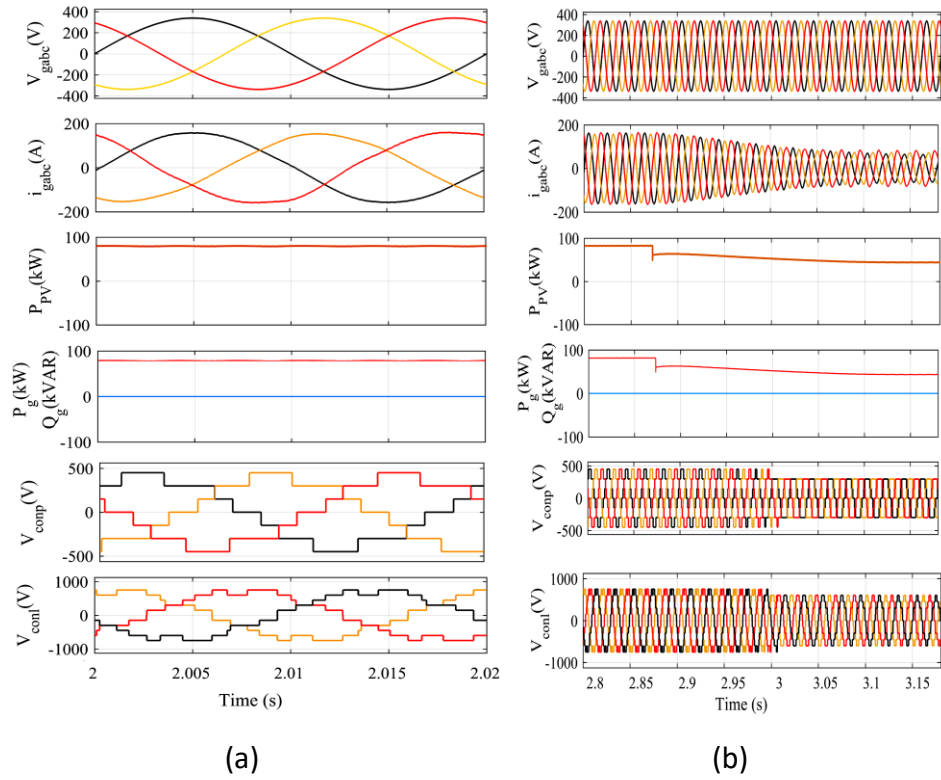 400
200
0
-200
-400
V_gabc(V)
200
0
-200
i_gabc(A)
100
0
-100
P_PV(kW)
100
0
-100
P_g(kW)
Q_g(kVAR)
500
0
-500
V_conp(V)
1000
0
-1000
V_conl(V)
2 2.005 2.01 2.015 2.02
Time (s)
(a)
400
200
0
-200
-400
V_gabc(V)
200
0
-200
i_gabc(A)
100
0
-100
P_PV(kW)
100
0
-100
P_g(kW)
Q_g(kVAR)
500
0
-500
V_conp(V)
1000
0
-1000
V_conl(V)
2.8 2.85 2.9 2.95 3 3.05 3.1 3.15
Time (s)
(b)